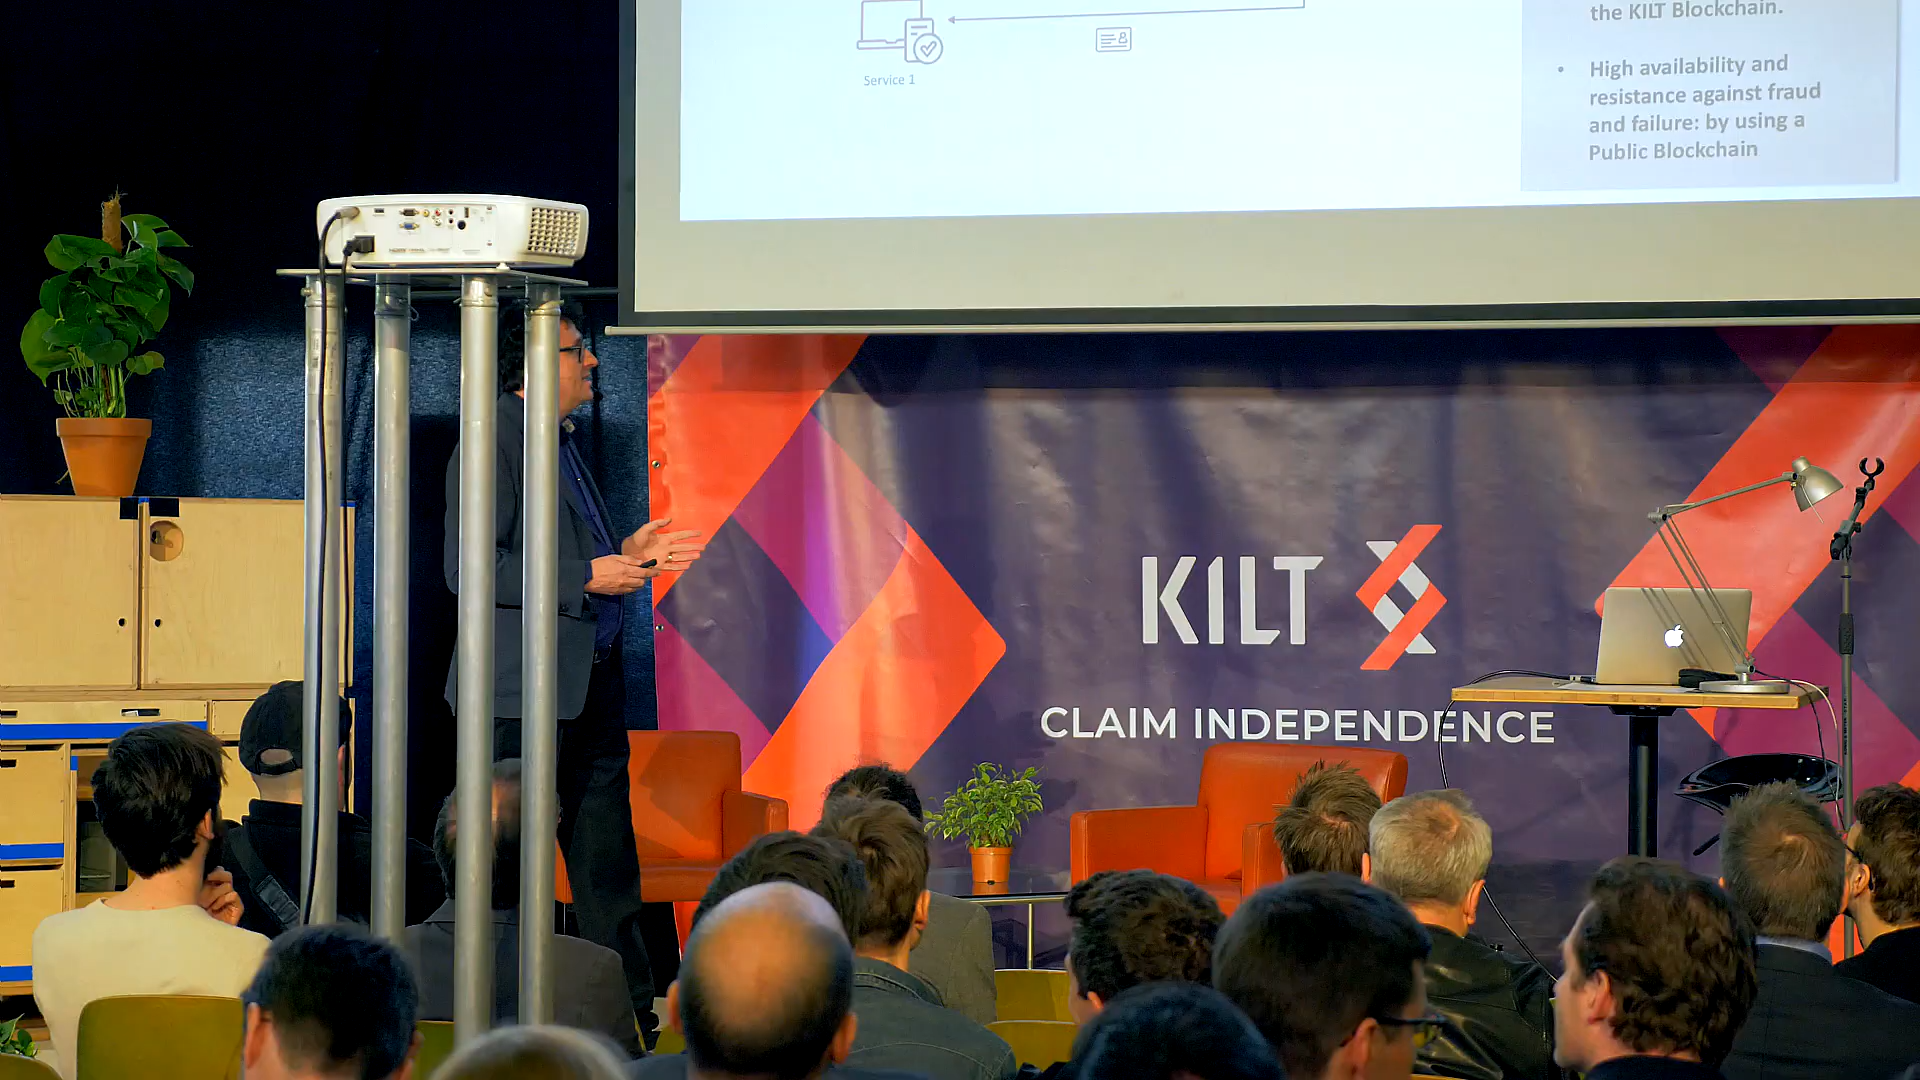 the KILT Blockchain.
• High availability and
resistance against fraud
and failure: by using a
Public Blockchain
Service 1
KILT
CLAIM INDEPENDENCE